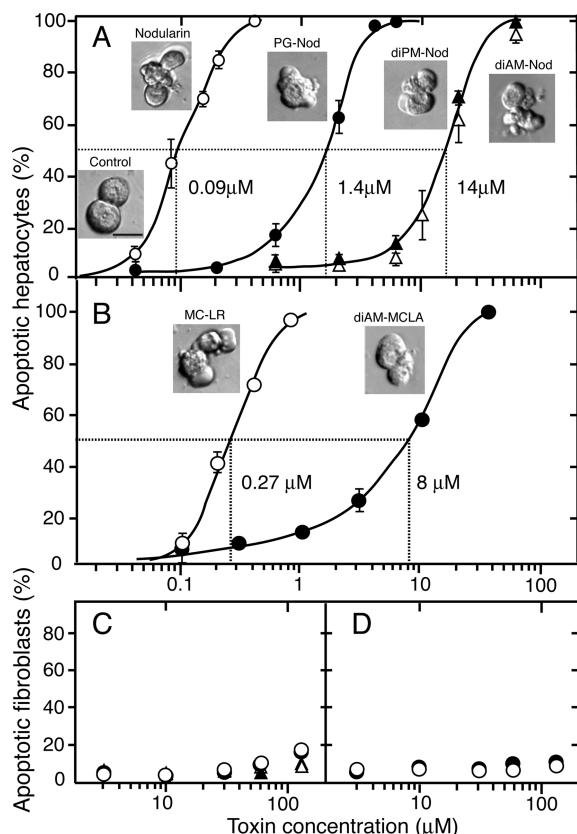 Apoptotic hepatocytes (%)
A
Nodularin
PG-Nod
diPM-Nod
diAM-Nod
Control
100
80
60
40
20
0
0.09μM
1.4μM
14μM
B
MC-LR
diAM-MCLA
100
80
60
40
20
0
0.27 μM
8 μM
0.1
1
10
100
Apoptotic fibroblasts (%)
C
D
80
60
40
20
0
10
100
10
100
Toxin concentration (μM)